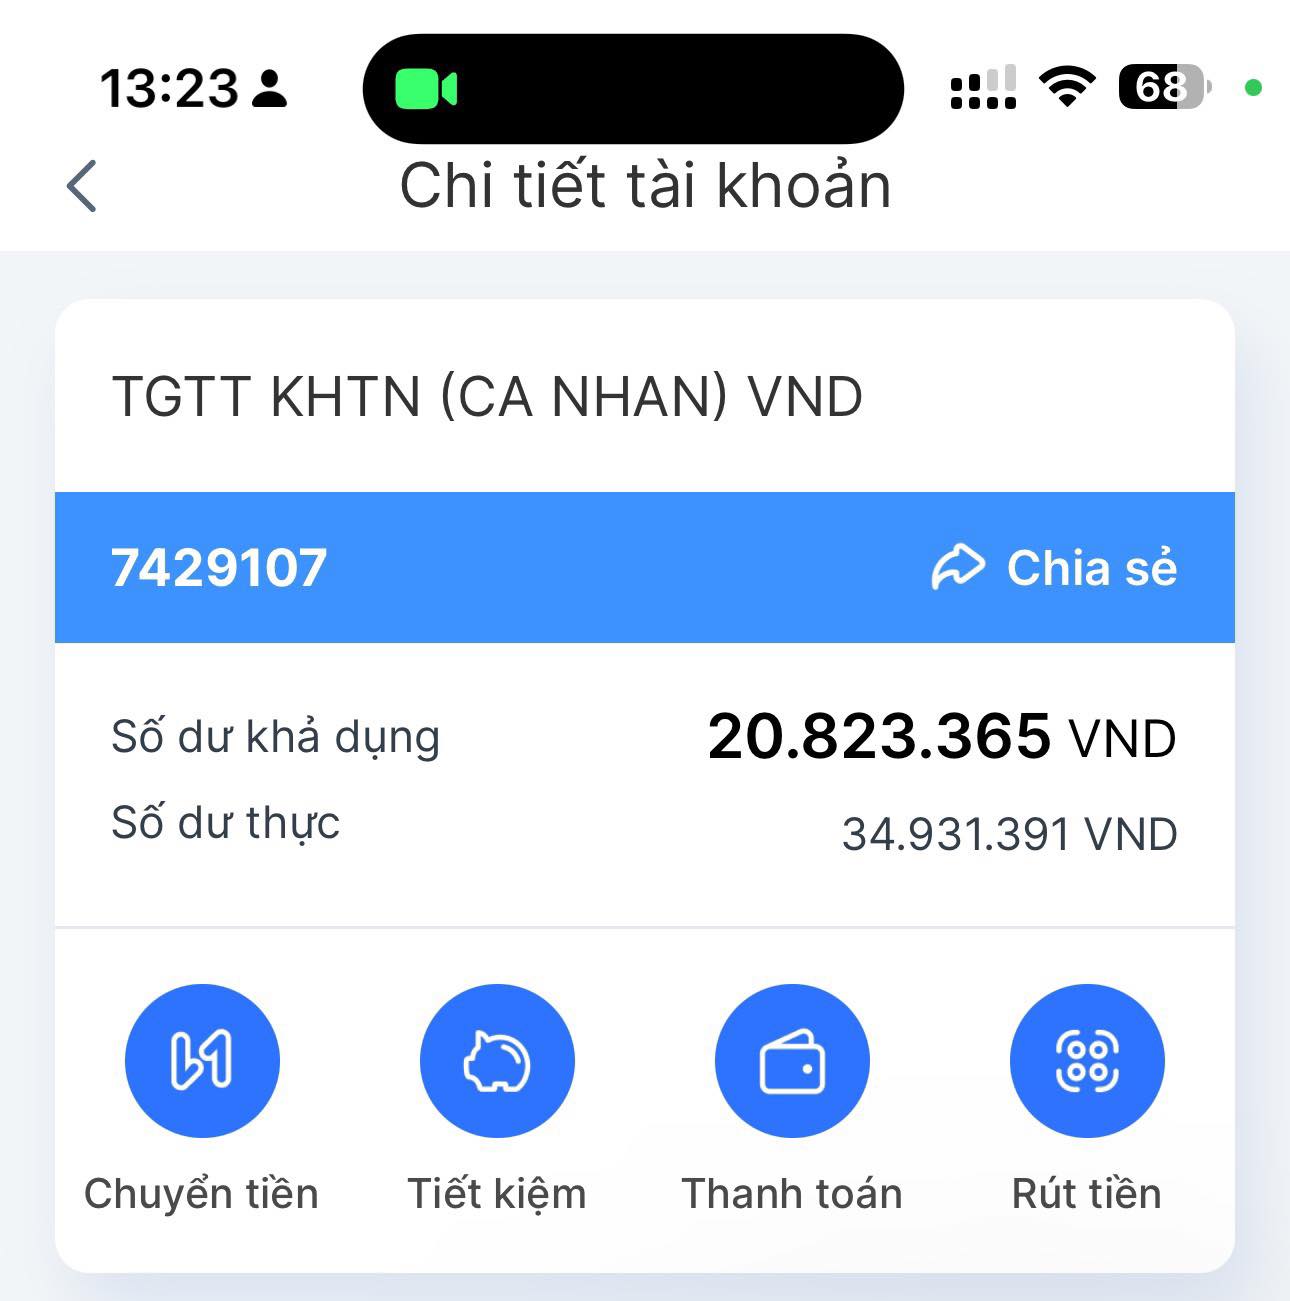 13:23
68
Chi tiết tài khoản
TGTT KHTN (CA NHAN) VND
7429107 Chia sẻ
Số dư khả dụng 20.823.365 VND
Số dư thực 34.931.391 VND
Chuyển tiền Tiết kiệm Thanh toán Rút tiền